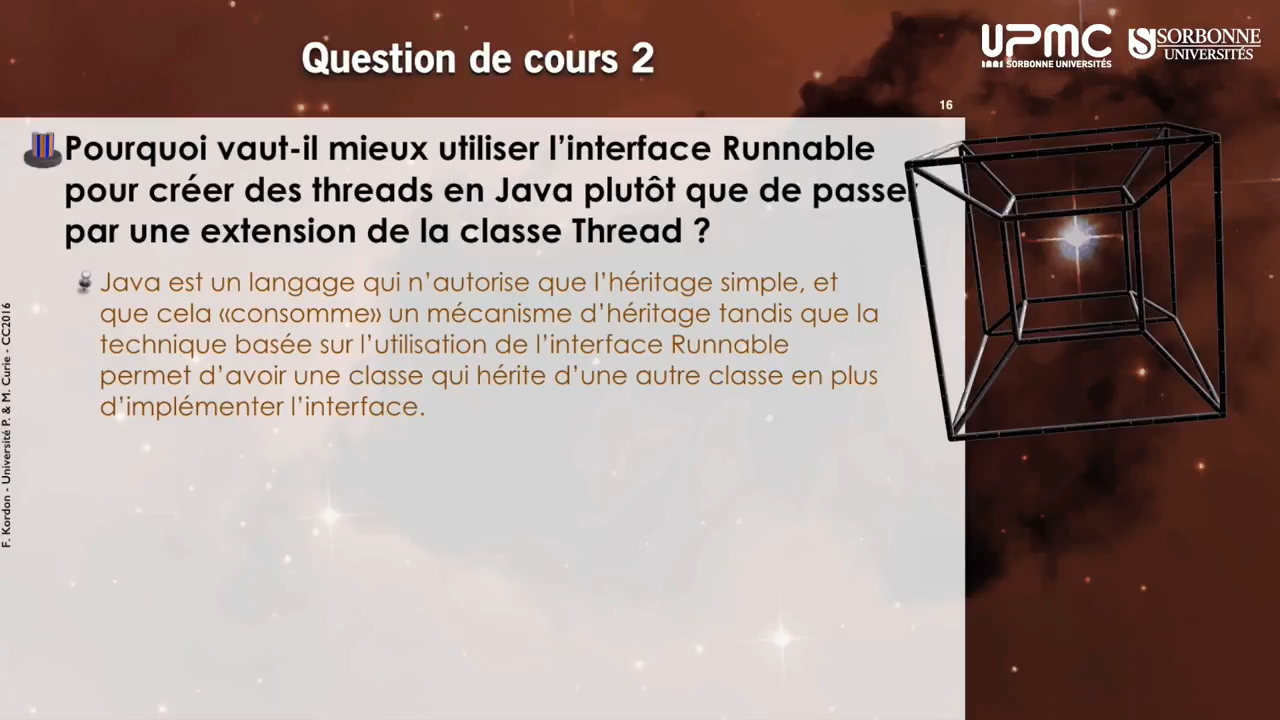 Question de cours 2
UPMC
SORBONNE UNIVERSITÉS
SORBONNE
UNIVERSITÉS
16
Pourquoi vaut-il mieux utiliser l’interface Runnable
pour créer des threads en Java plutôt que de passer
par une extension de la classe Thread ?
Java est un langage qui n’autorise que l’héritage simple, et
que cela «consomme» un mécanisme d’héritage tandis que la
technique basée sur l’utilisation de l’interface Runnable
permet d’avoir une classe qui hérite d’une autre classe en plus
d’implémenter l’interface.
F. Kordon - Université P. & M. Curie - CC2016